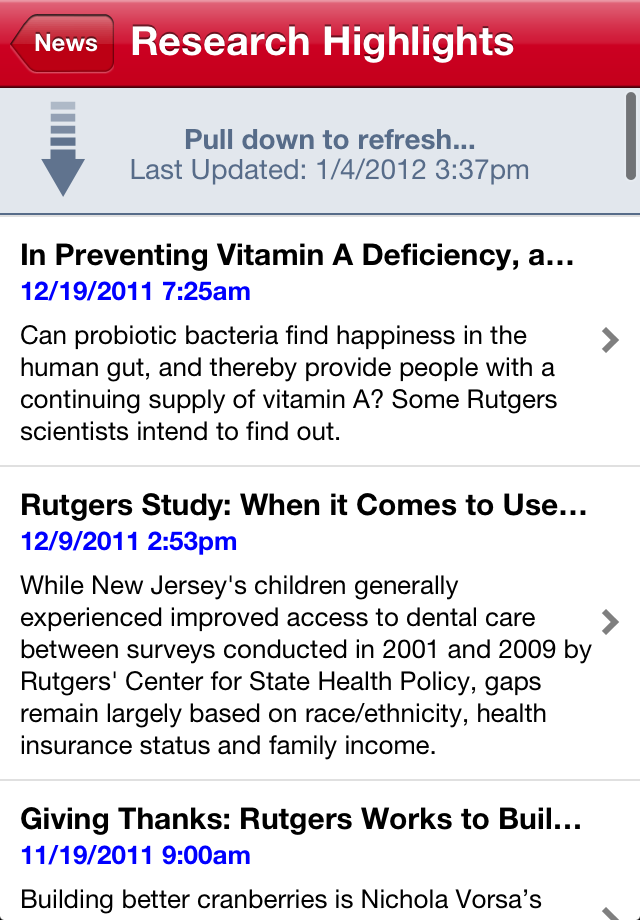 News
Research Highlights
Pull down to refresh...
Last Updated: 1/4/2012 3:37pm
In Preventing Vitamin A Deficiency, a...
12/19/2011 7:25am
Can probiotic bacteria find happiness in the
human gut, and thereby provide people with a
continuing supply of vitamin A? Some Rutgers
scientists intend to find out.
Rutgers Study: When it Comes to Use...
12/9/2011 2:53pm
While New Jersey's children generally
experienced improved access to dental care
between surveys conducted in 2001 and 2009 by
Rutgers' Center for State Health Policy, gaps
remain largely based on race/ethnicity, health
insurance status and family income.
Giving Thanks: Rutgers Works to Buil...
11/19/2011 9:00am
Building better cranberries is Nichola Vorsa’s